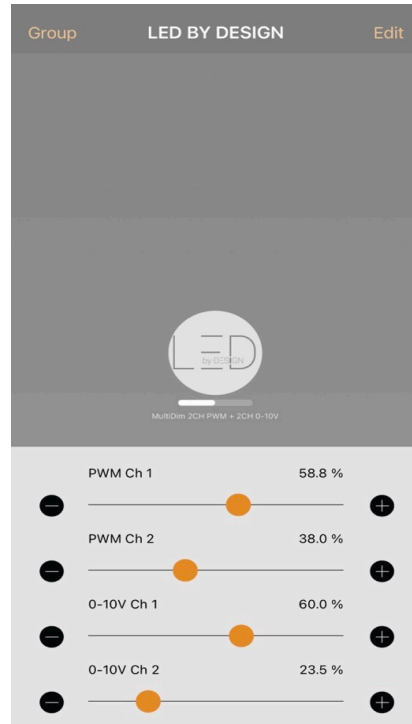 Group LED BY DESIGN Edit
LED
by DESIGN
MultiDim 2CH PWM + 2CH 0-10V
PWM Ch 1 58.8 %
PWM Ch 2 38.0 %
0-10V Ch 1 60.0 %
0-10V Ch 2 23.5 %